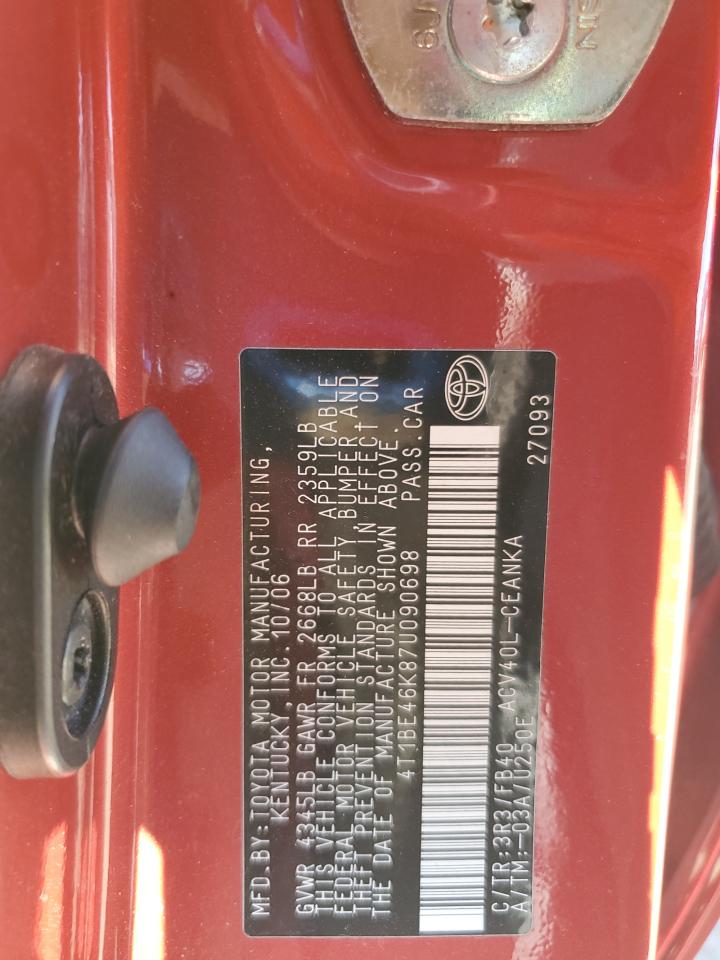 MFD.BY:TOYOTA MOTOR MANUFACTURING,
KENTUCKY, INC.10/06
GVWR 4345LB GAWR FR 2668LB RR 2359LB
THIS VEHICLE CONFORMS TO ALL APPLICABLE
FEDERAL MOTOR VEHICLE SAFETY, BUMPER, AND
THEFT PREVENTION STANDARDS IN EFFECT ON
THE DATE OF MANUFACTURE SHOWN ABOVE.
4T1BE46K87U090698 PASS.CAR
C/TR:3R3/FB40 ACV40L-CEANKA
A/TM:-03A/U250E 27093